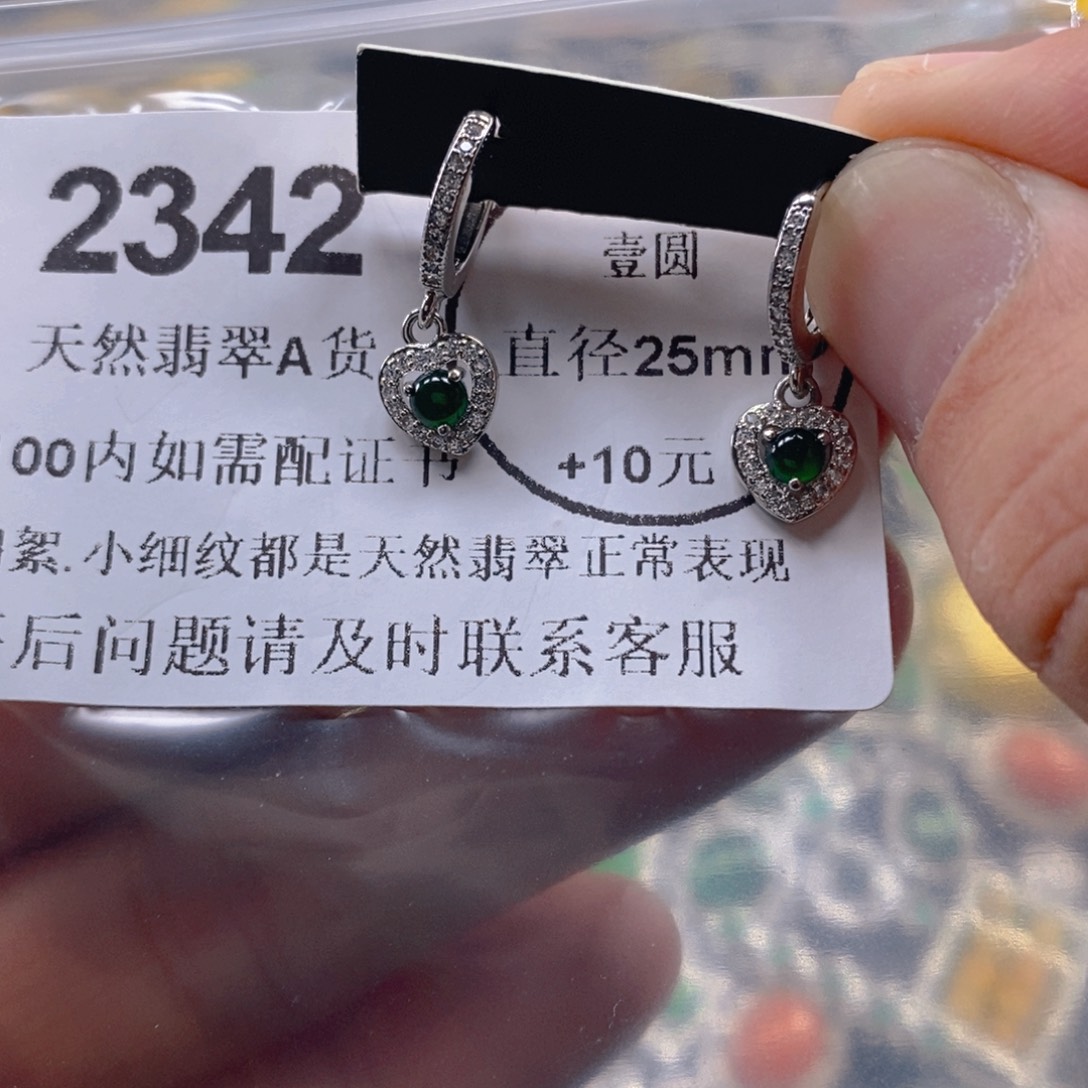 2342
壹圆
天然翡翠A货 直径25mm
00内如需配证书 +10元
絮.小细纹都是天然翡翠正常表现
后问题请及时联系客服